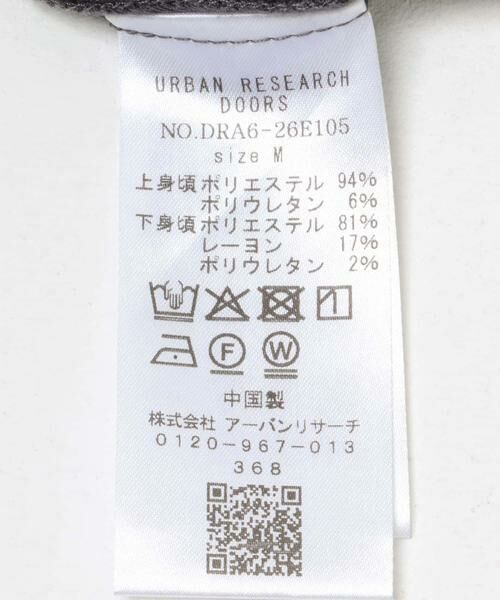 URBAN RESEARCH
DOORS
NO.DRA6-26E105
size M
上身頃 ポリエステル 94%
ポリウレタン 6%
下身頃 ポリエステル 81%
レーヨン 17%
ポリウレタン 2%
F W
中国製
株式会社 アーバンリサーチ
0120-967-013
368